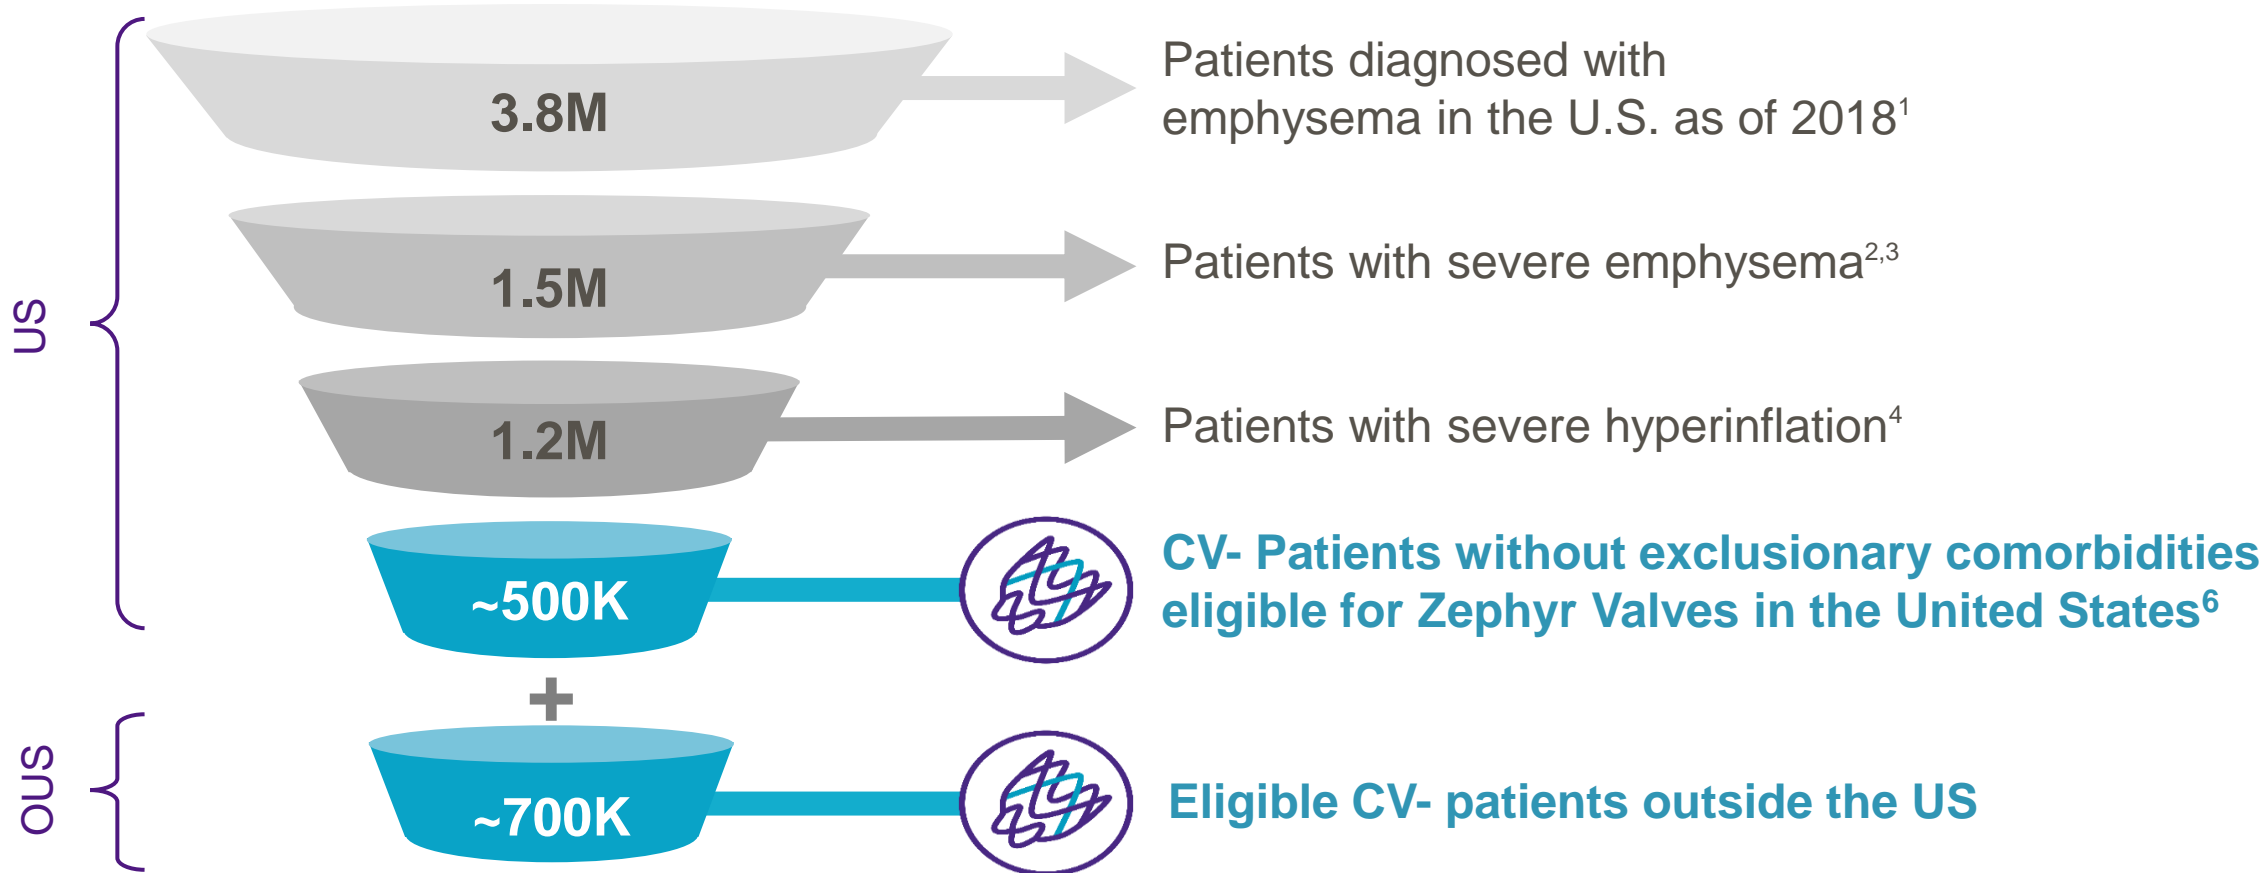 US
3.8M
Patients diagnosed with
emphysema in the U.S. as of 2018¹
1.5M
Patients with severe emphysema²,³
1.2M
Patients with severe hyperinflation⁴
~500K
CV- Patients without exclusionary comorbidities
eligible for Zephyr Valves in the United States⁶
+
OUS
~700K
Eligible CV- patients outside the US